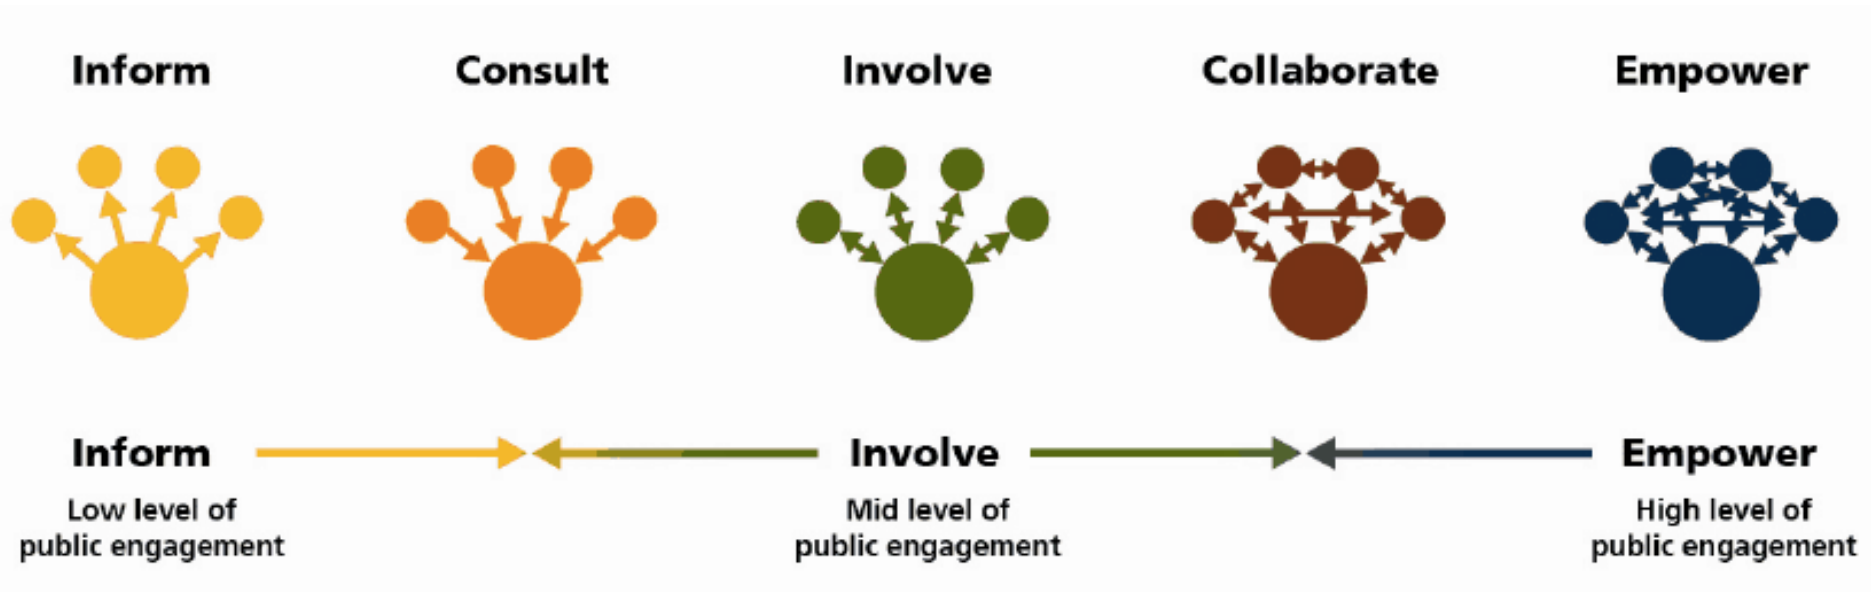 Inform
Consult
Involve
Collaborate
Empower
Inform
Involve
Empower
Low level of
public engagement
Mid level of
public engagement
High level of
public engagement